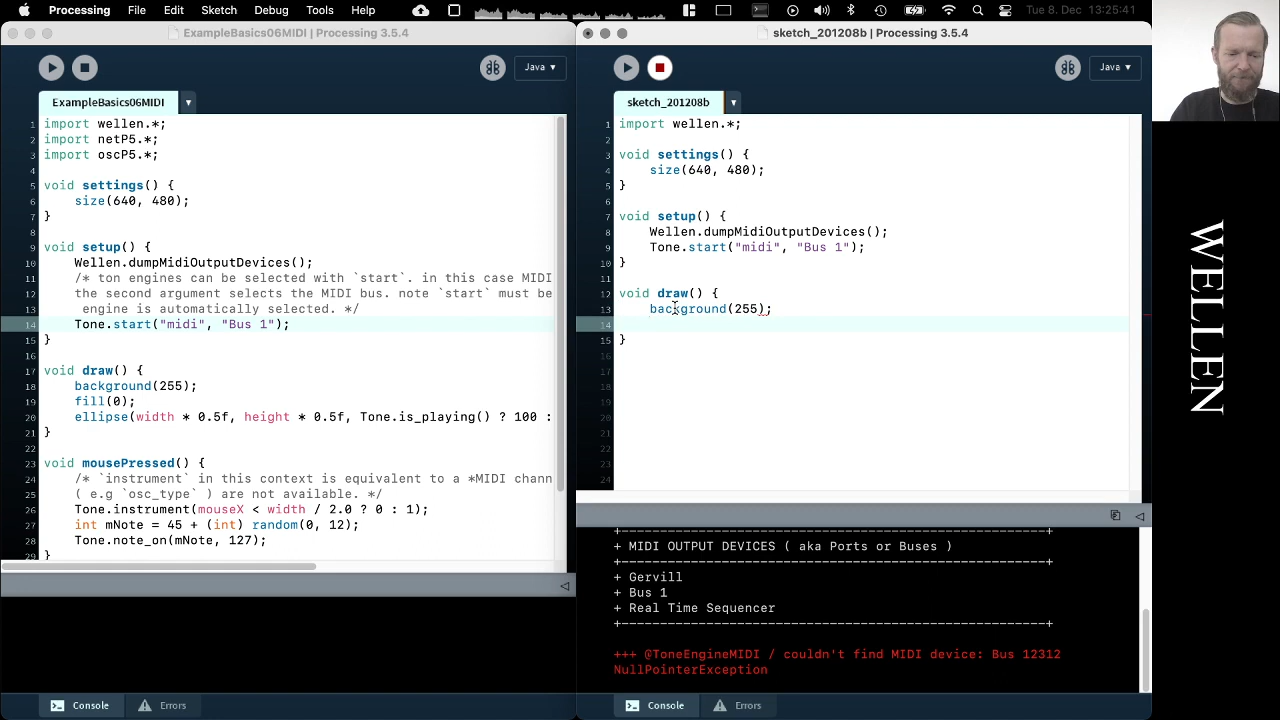 Processing File Edit Sketch Debug Tools Help Tue 8. Dec 13:25:41
ExampleBasics06MIDI | Processing 3.5.4
Java ▾
ExampleBasics06MIDI ▾
1 import wellen.*;
2 import netP5.*;
3 import oscP5.*;
4
5 void settings() {
6 size(640, 480);
7 }
8
9 void setup() {
10 Wellen.dumpMidiOutputDevices();
11 /* ton engines can be selected with `start`. in this case MIDI
12 the second argument selects the MIDI bus. note `start` must be
13 engine is automatically selected. */
14 Tone.start("midi", "Bus 1");
15 }
16
17 void draw() {
18 background(255);
19 fill(0);
20 ellipse(width * 0.5f, height * 0.5f, Tone.is_playing() ? 100 :
21 }
22
23 void mousePressed() {
24 /* `instrument` in this context is equivalent to a *MIDI chann
25 ( e.g `osc_type` ) are not available. */
26 Tone.instrument(mouseX < width / 2.0 ? 0 : 1);
27 int mNote = 45 + (int) random(0, 12);
28 Tone.note_on(mNote, 127);
29 }
Console Errors
sketch_201208b | Processing 3.5.4
Java ▾
sketch_201208b ▾
1 import wellen.*;
2
3 void settings() {
4 size(640, 480);
5 }
6
7 void setup() {
8 Wellen.dumpMidiOutputDevices();
9 Tone.start("midi", "Bus 1");
10 }
11
12 void draw() {
13 background(255);
14
15 }
16
17
18
19
20
21
22
23
24
+----------------------------------------------------+
+ MIDI OUTPUT DEVICES ( aka Ports or Buses )
+----------------------------------------------------+
+ Gervill
+ Bus 1
+ Real Time Sequencer
+----------------------------------------------------+
+++ @ToneEngineMIDI / couldn't find MIDI device: Bus 12312
NullPointerException
Console Errors
WELLEN